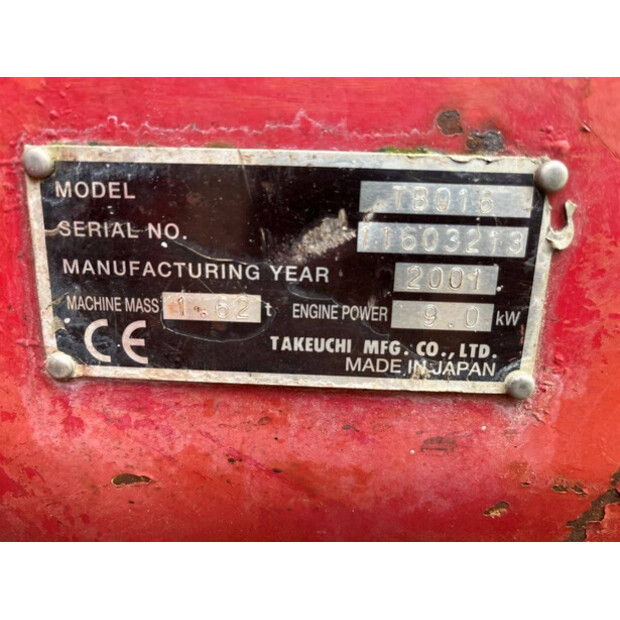 MODEL TB016
SERIAL NO. 11603213
MANUFACTURING YEAR 2001
MACHINE MASS 1.62 t ENGINE POWER 9.0 kW
CE TAKEUCHI MFG. CO., LTD.
MADE IN JAPAN